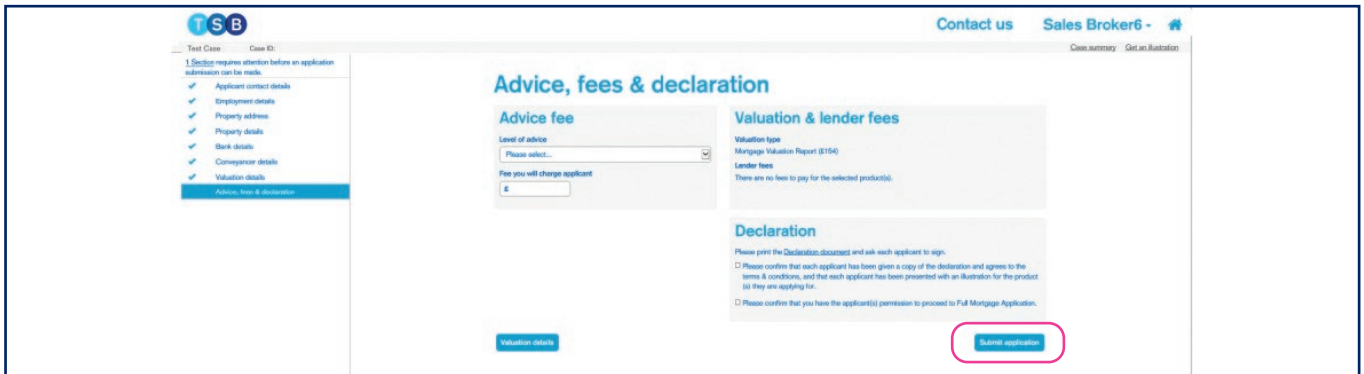 TSB
Contact us
Sales Broker6 -
Test Case Case ID:
Case summary Get an illustration
1 Section requires attention before an application
submission can be made.
Applicant contact details
Employment details
Property address
Property details
Bank details
Conveyancer details
Valuation details
Advice, fees & declaration
Advice, fees & declaration
Advice fee
Level of advice
Please select...
Fee you will charge applicant
£
Valuation & lender fees
Valuation type
Mortgage Valuation Report (£154)
Lender fees
There are no fees to pay for the selected product(s).
Declaration
Please print the Declaration document and ask each applicant to sign.
Please confirm that each applicant has been given a copy of the declaration and agrees to the
terms & conditions, and that each applicant has been presented with an illustration for the product
(s) they are applying for.
Please confirm that you have the applicant(s) permission to proceed to Full Mortgage Application.
Valuation details
Submit application